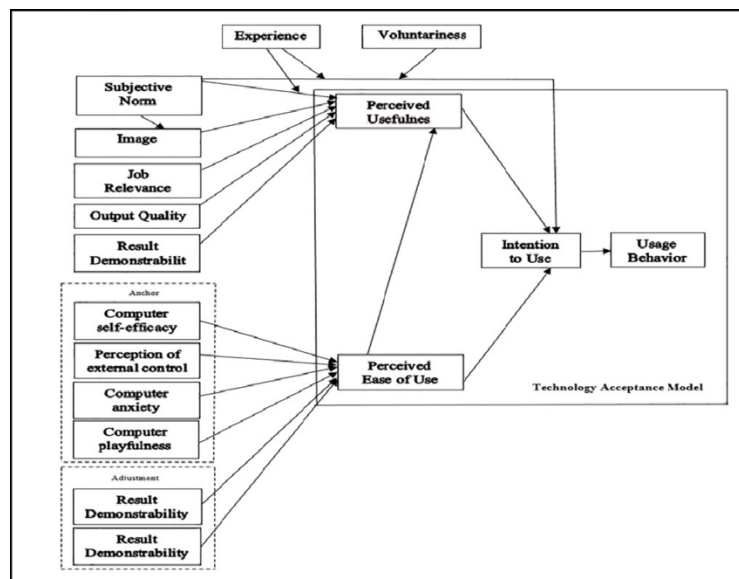 Experience
Voluntariness
Subjective
Norm
Perceived
Usefulnes
Image
Job
Relevance
Output Quality
Result
Demonstrabilit
Intention
to Use
Usage
Behavior
Anchor
Computer
self-efficacy
Perception of
external control
Computer
anxiety
Computer
playfulness
Perceived
Ease of Use
Technology Acceptance Model
Adjustment
Result
Demonstrability
Result
Demonstrability